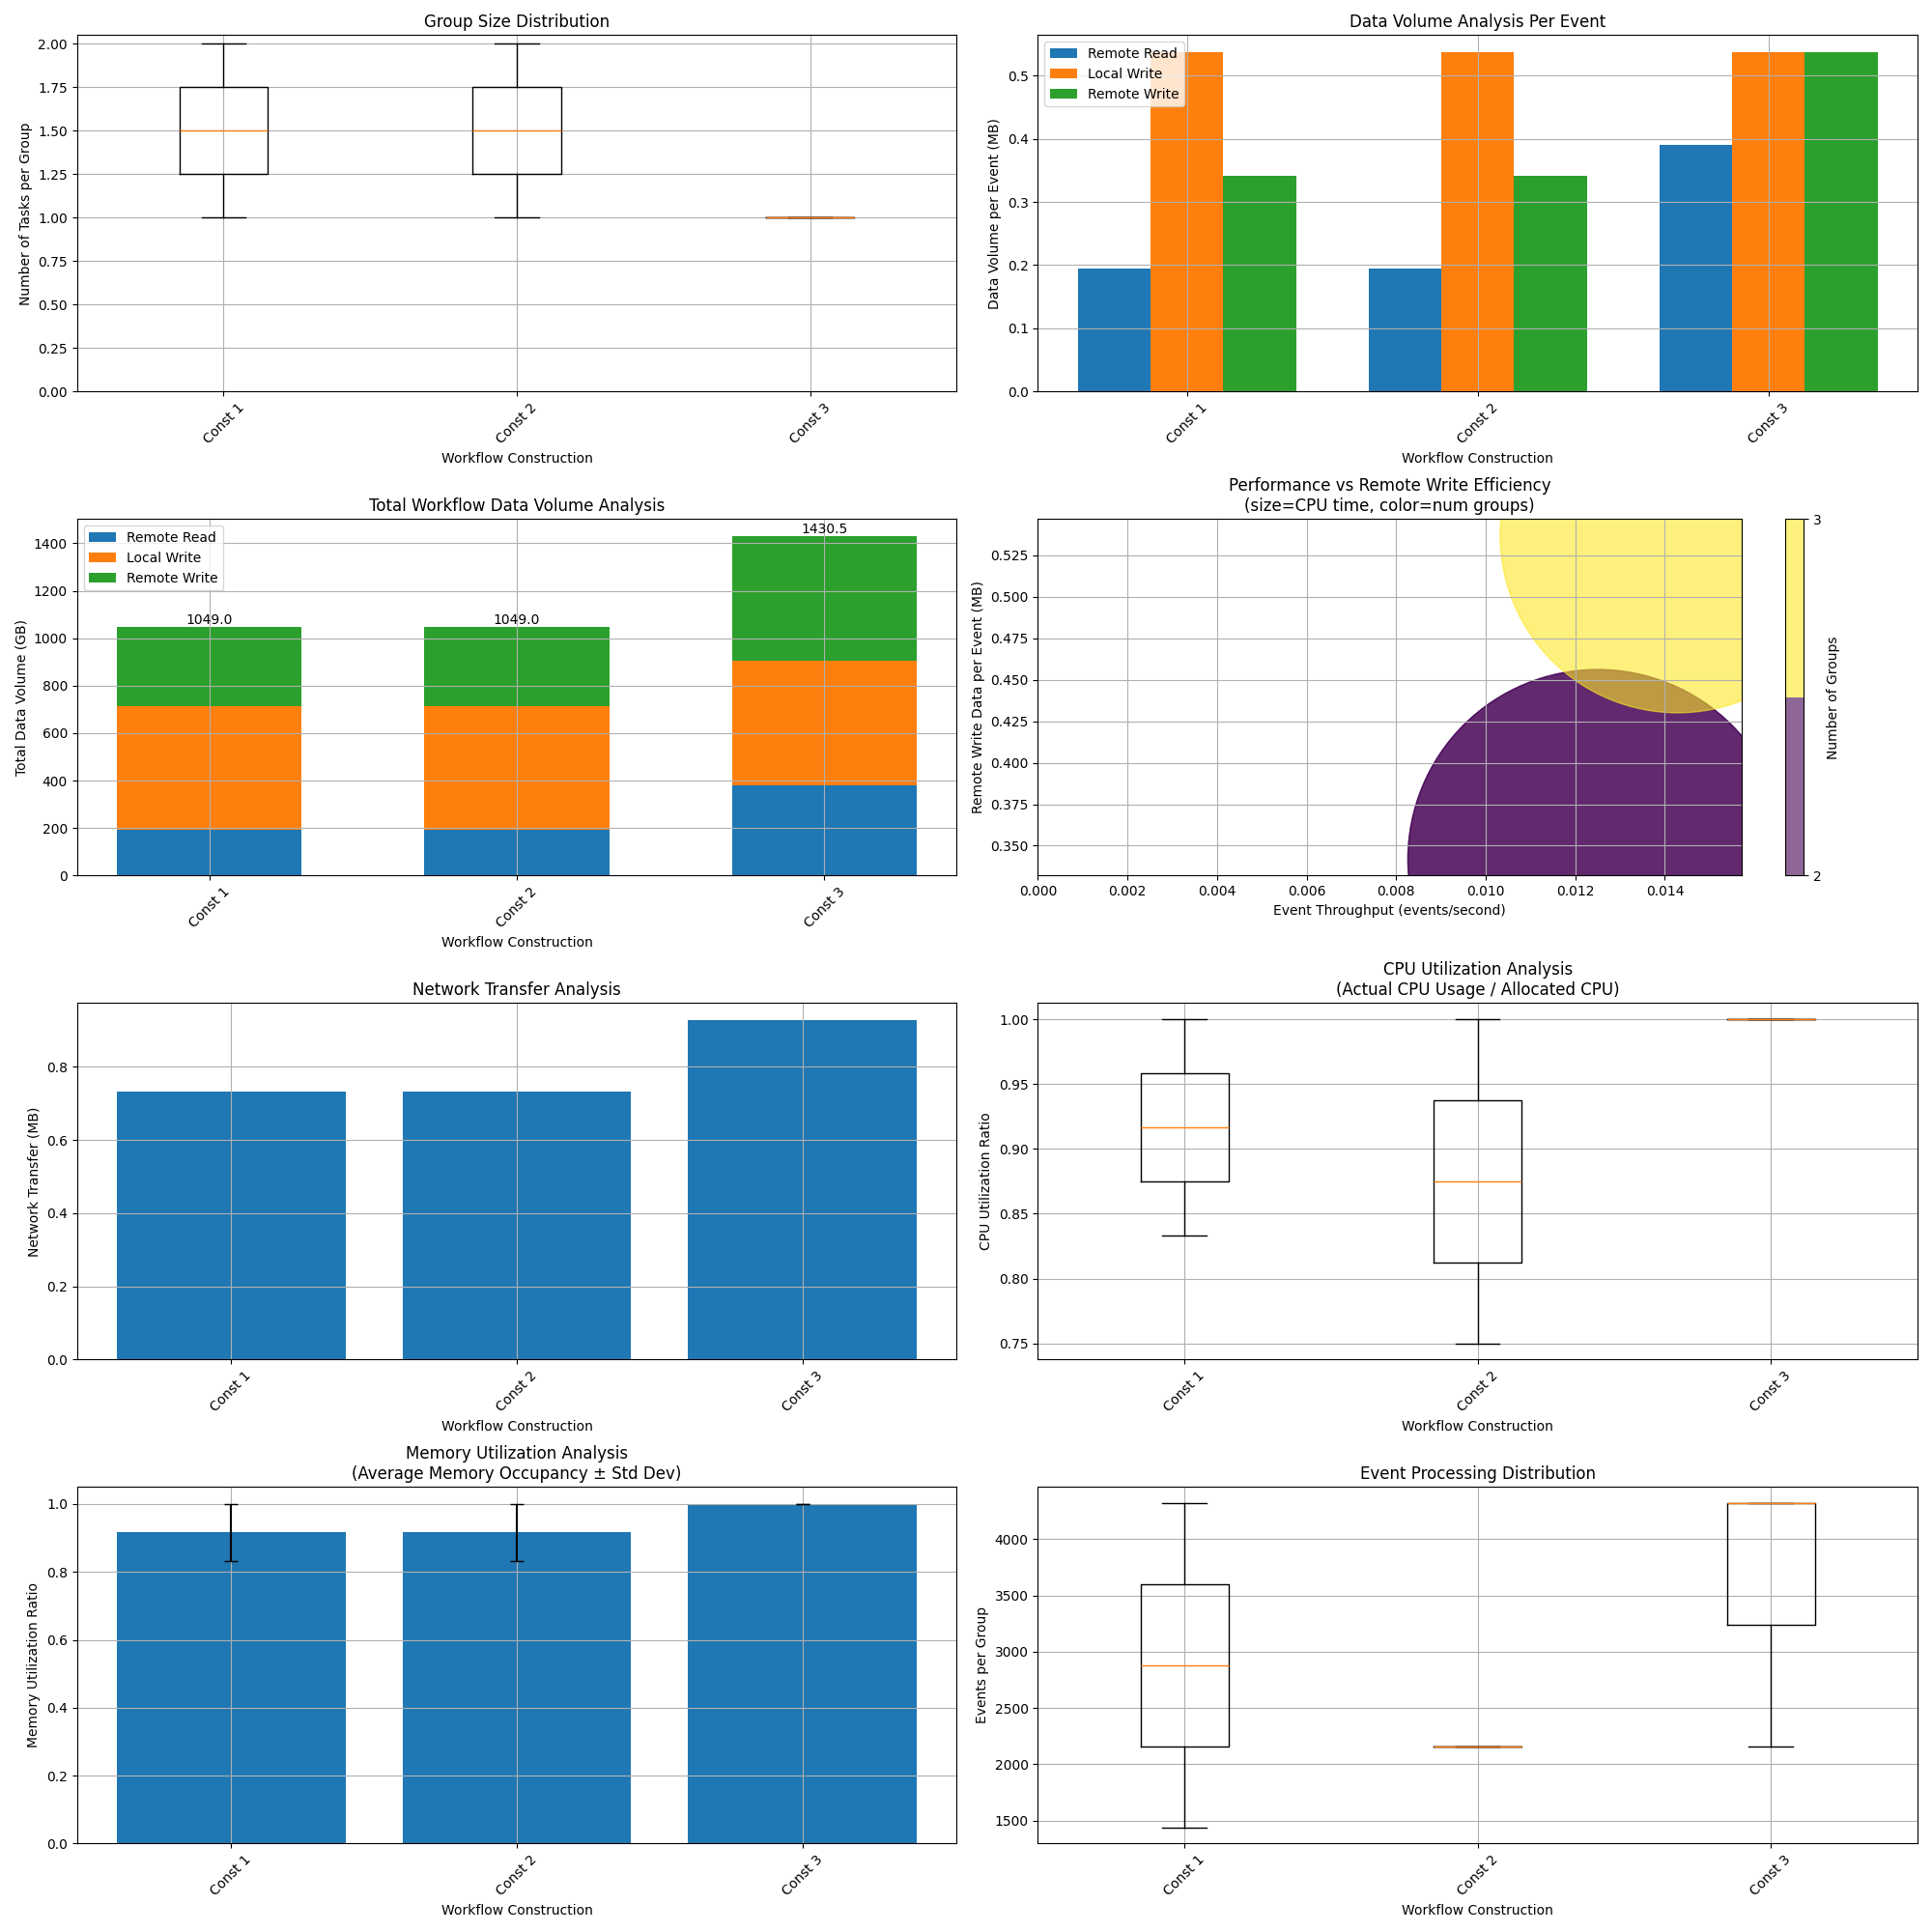 Group Size Distribution
Number of Tasks per Group
2.00
1.75
1.50
1.25
1.00
0.75
0.50
0.25
0.00
Const 1
Const 2
Const 3
Workflow Construction
Data Volume Analysis Per Event
Data Volume per Event (MB)
Remote Read
Local Write
Remote Write
0.5
0.4
0.3
0.2
0.1
0.0
Const 1
Const 2
Const 3
Workflow Construction
Total Workflow Data Volume Analysis
Total Data Volume (GB)
Remote Read
Local Write
Remote Write
1400
1200
1000
800
600
400
200
0
1049.0
1049.0
1430.5
Const 1
Const 2
Const 3
Workflow Construction
Performance vs Remote Write Efficiency
(size=CPU time, color=num groups)
Remote Write Data per Event (MB)
0.525
0.500
0.475
0.450
0.425
0.400
0.375
0.350
0.000
0.002
0.004
0.006
0.008
0.010
0.012
0.014
Event Throughput (events/second)
3
2
Number of Groups
Network Transfer Analysis
Network Transfer (MB)
0.8
0.6
0.4
0.2
0.0
Const 1
Const 2
Const 3
Workflow Construction
CPU Utilization Analysis
(Actual CPU Usage / Allocated CPU)
CPU Utilization Ratio
1.00
0.95
0.90
0.85
0.80
0.75
Const 1
Const 2
Const 3
Workflow Construction
Memory Utilization Analysis
(Average Memory Occupancy ± Std Dev)
Memory Utilization Ratio
1.0
0.8
0.6
0.4
0.2
0.0
Const 1
Const 2
Const 3
Workflow Construction
Event Processing Distribution
Events per Group
4000
3500
3000
2500
2000
1500
Const 1
Const 2
Const 3
Workflow Construction